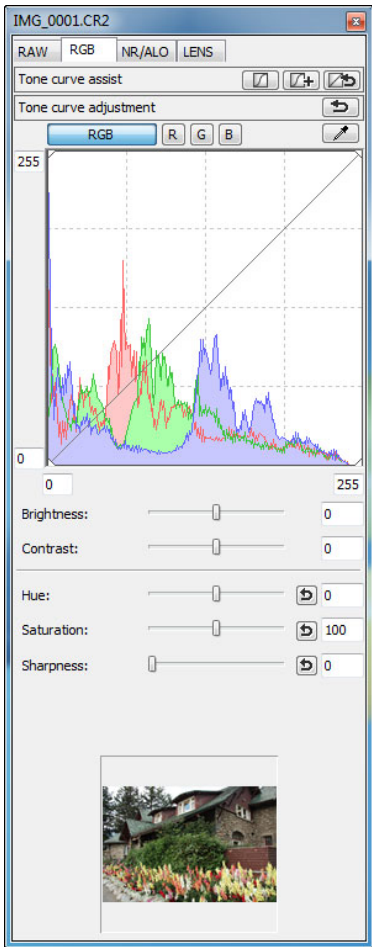 IMG_0001.CR2
RAW RGB NR/ALO LENS
Tone curve assist
Tone curve adjustment
RGB R G B
255
0
0 255
Brightness: 0
Contrast: 0
Hue: 0
Saturation: 100
Sharpness: 0